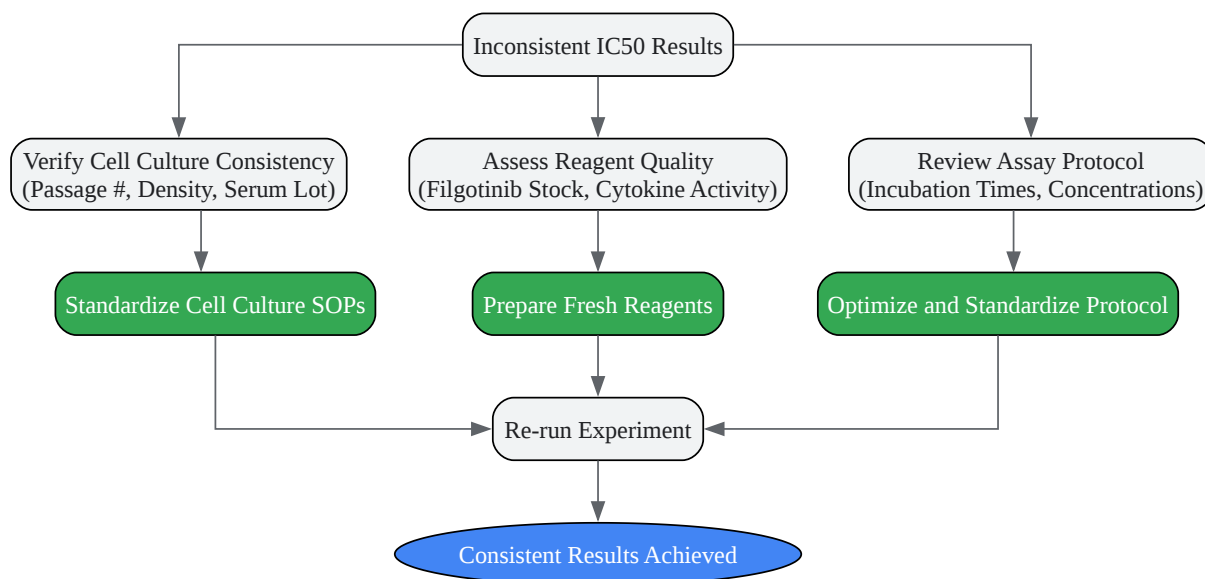 Inconsistent IC50 Results
Verify Cell Culture Consistency
(Passage #, Density, Serum Lot)
Assess Reagent Quality
(Filgotinib Stock, Cytokine Activity)
Review Assay Protocol
(Incubation Times, Concentrations)
Standardize Cell Culture SOPs
Prepare Fresh Reagents
Optimize and Standardize Protocol
Re-run Experiment
Consistent Results Achieved